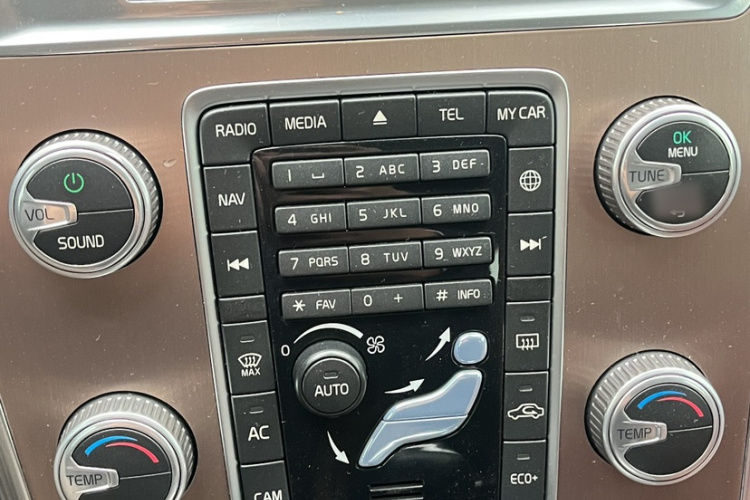 RADIO
MEDIA
TEL
MY CAR
OK
MENU
TUNE
VOL
SOUND
NAV
1 ⎵
2 ABC
3 DEF
4 GHI
5 JKL
6 MNO
7 PQRS
8 TUV
9 WXYZ
* FAV
0 +
# INFO
MAX
0
AUTO
AC
CAM
ECO+
TEMP
TEMP